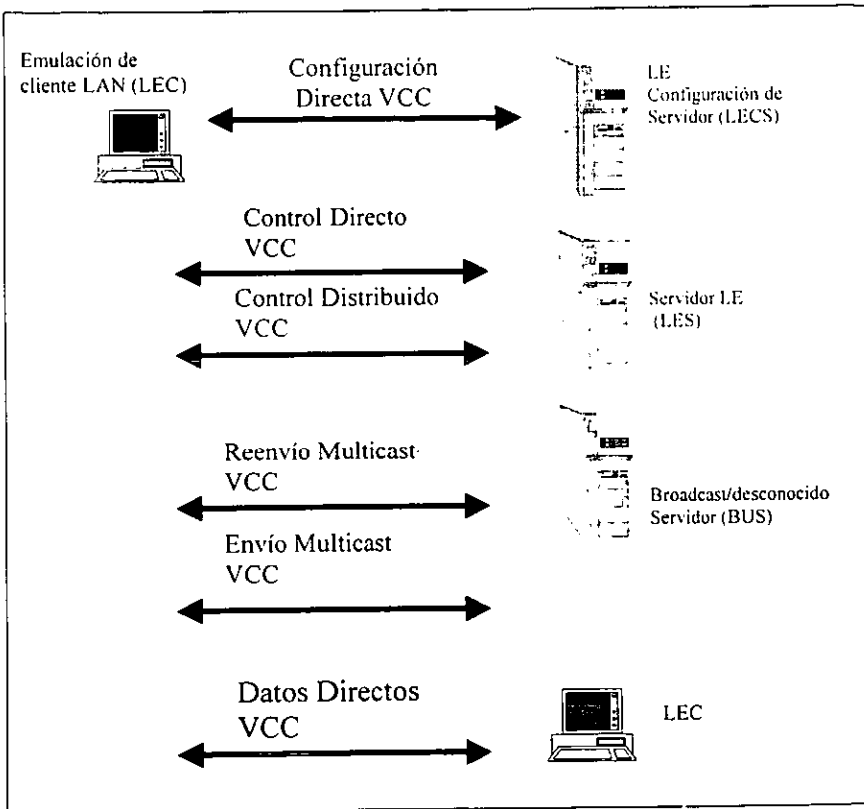 Emulación de
cliente LAN (LEC)
Configuración
Directa VCC
LE
Configuración de
Servidor (LECS)
Control Directo
VCC
Control Distribuido
VCC
Servidor LE
(LES)
Reenvío Multicast
VCC
Envío Multicast
VCC
Broadcast/desconocido
Servidor (BUS)
Datos Directos
VCC
LEC